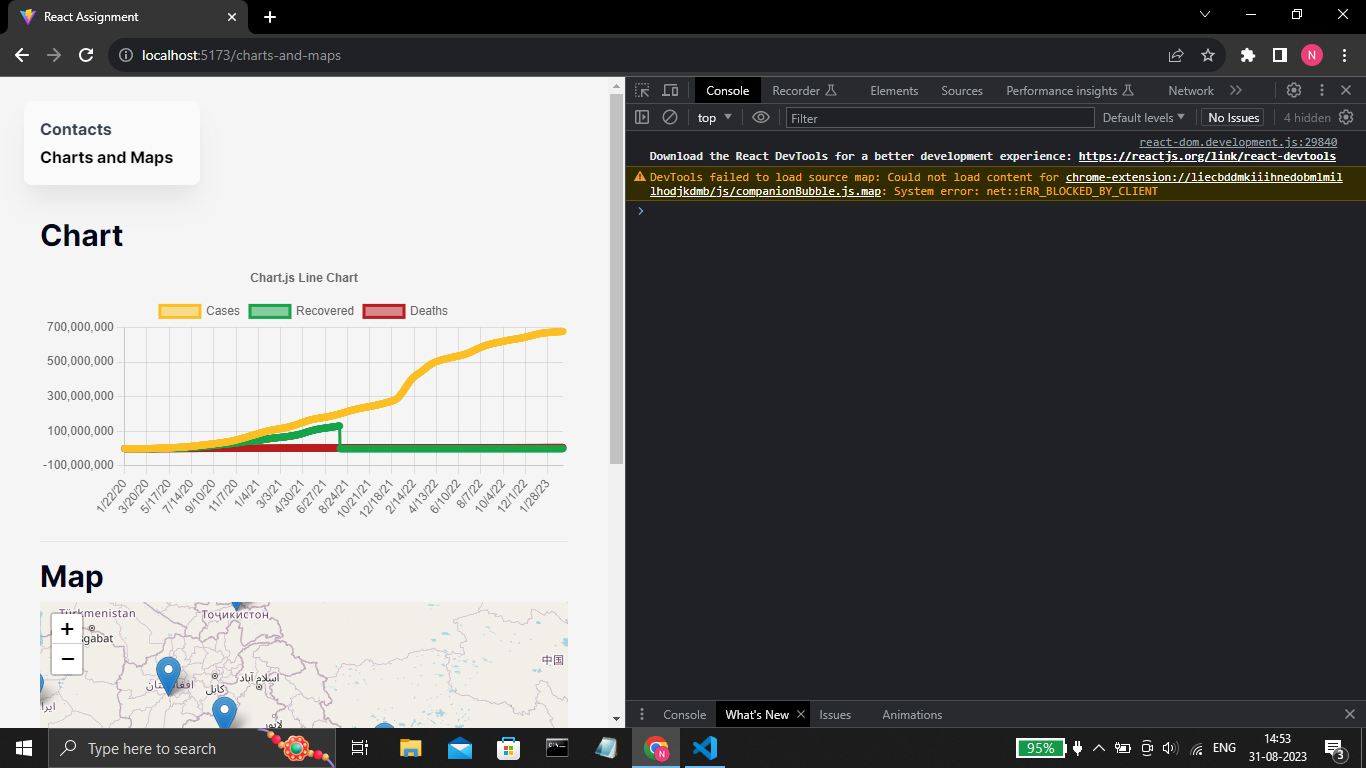 React Assignment
localhost:5173/charts-and-maps
N
Contacts
Charts and Maps
Chart
Chart.js Line Chart
Cases Recovered Deaths
700,000,000
500,000,000
300,000,000
100,000,000
-100,000,000
1/22/20 3/20/20 5/17/20 7/14/20 9/10/20 11/7/20 1/4/21 3/3/21 4/30/21 6/27/21 8/24/21 10/21/21 12/18/21 2/14/22 4/13/22 6/10/22 8/7/22 10/4/22 12/1/22 1/28/23
Map
+
−
Türkmenistan
Тоҷикистон
sgabat
中国
اسلام آباد
افغانستان
کابل
ایرا
لاہور
Console Recorder Elements Sources Performance insights Network
top Filter Default levels No Issues 4 hidden
react-dom.development.js:29840
Download the React DevTools for a better development experience: https://reactjs.org/link/react-devtools
DevTools failed to load source map: Could not load content for chrome-extension://liecbddmkiiihnedobmlmil
lhodjkdmb/js/companionBubble.js.map: System error: net::ERR_BLOCKED_BY_CLIENT
Console What's New Issues Animations
Type here to search
N
95%
ENG
14:53
31-08-2023
3